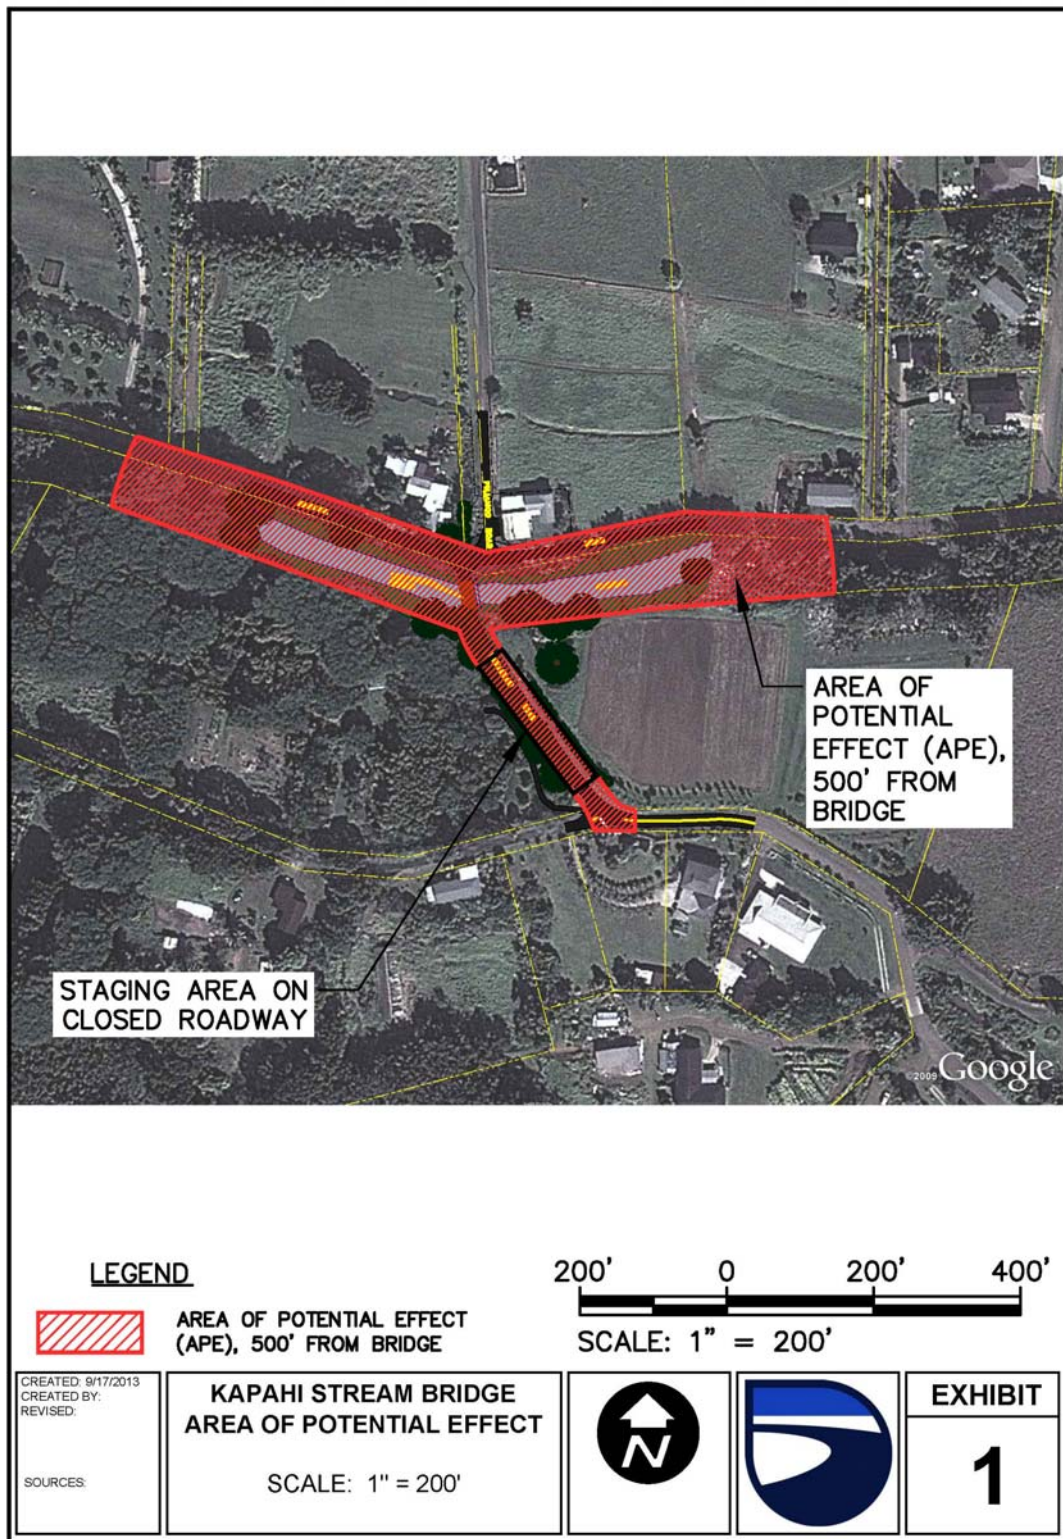 AREA OF
POTENTIAL
EFFECT (APE),
500' FROM
BRIDGE
STAGING AREA ON
CLOSED ROADWAY
©2009 Google
LEGEND
AREA OF POTENTIAL EFFECT
(APE), 500' FROM BRIDGE
200' 0 200' 400'
SCALE: 1" = 200'
CREATED: 9/17/2013
CREATED BY:
REVISED:
SOURCES:
KAPAHI STREAM BRIDGE
AREA OF POTENTIAL EFFECT
SCALE: 1" = 200'
N
EXHIBIT
1